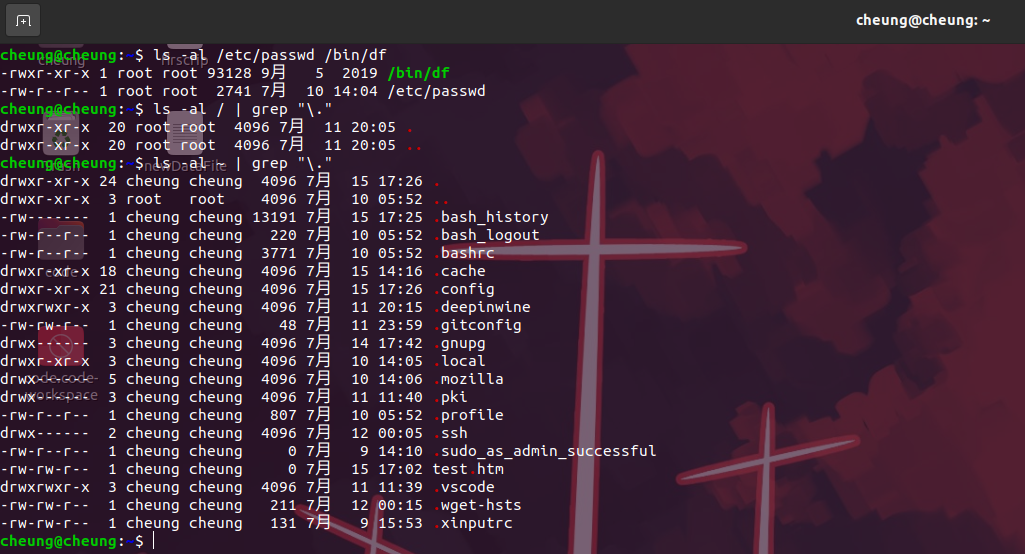 cheung@cheung: ~
cheung@cheung:~$ ls -al /etc/passwd /bin/df
-rwxr-xr-x 1 root root 93128 9月   5  2019 /bin/df
-rw-r--r-- 1 root root  2741 7月  10 14:04 /etc/passwd
cheung@cheung:~$ ls -al / | grep "\."
drwxr-xr-x  20 root root  4096 7月  11 20:05 .
drwxr-xr-x  20 root root  4096 7月  11 20:05 ..
cheung@cheung:~$ ls -al ~ | grep "\."
drwxr-xr-x 24 cheung cheung  4096 7月  15 17:26 .
drwxr-xr-x  3 root   root    4096 7月  10 05:52 ..
-rw-------  1 cheung cheung 13191 7月  15 17:25 .bash_history
-rw-r--r--  1 cheung cheung   220 7月  10 05:52 .bash_logout
-rw-r--r--  1 cheung cheung  3771 7月  10 05:52 .bashrc
drwxr-xr-x 18 cheung cheung  4096 7月  15 14:16 .cache
drwxr-xr-x 21 cheung cheung  4096 7月  15 17:26 .config
drwxrwxr-x  3 cheung cheung  4096 7月  11 20:15 .deepinwine
-rw-rw-r--  1 cheung cheung    48 7月  11 23:59 .gitconfig
drwx------  3 cheung cheung  4096 7月  14 17:42 .gnupg
drwxr-xr-x  3 cheung cheung  4096 7月  10 14:05 .local
drwx------  5 cheung cheung  4096 7月  10 14:06 .mozilla
drwx------  3 cheung cheung  4096 7月  11 11:40 .pki
-rw-r--r--  1 cheung cheung   807 7月  10 05:52 .profile
drwx------  2 cheung cheung  4096 7月  12 00:05 .ssh
-rw-r--r--  1 cheung cheung     0 7月   9 14:10 .sudo_as_admin_successful
-rw-rw-r--  1 cheung cheung     0 7月  15 17:02 test.htm
drwxrwxr-x  3 cheung cheung  4096 7月  11 11:39 .vscode
-rw-rw-r--  1 cheung cheung   211 7月  12 00:15 .wget-hsts
-rw-rw-r--  1 cheung cheung   131 7月   9 15:53 .xinputrc
cheung@cheung:~$
cheung
newDataFile
code
workspace